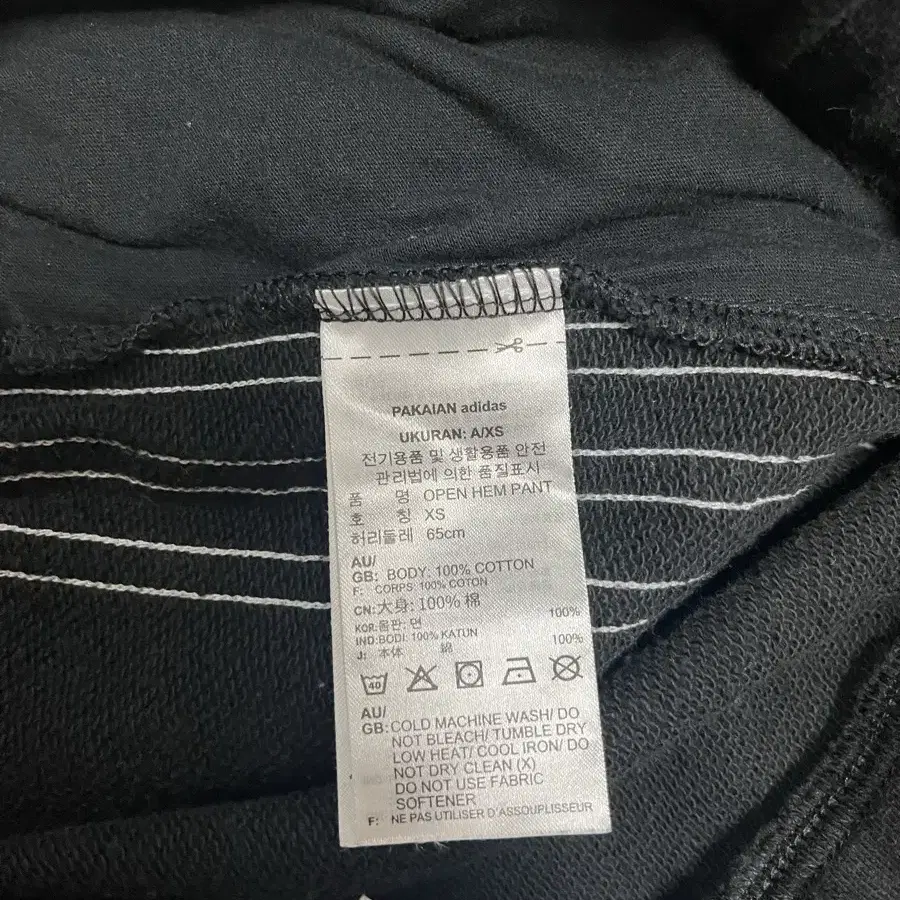 PAKAIAN adidas
UKURAN: A/XS
전기용품 및 생활용품 안전
관리법에 의한 품질표시
품 명 OPEN HEM PANT
호 칭 XS
허리둘레 65cm
AU/
GB: BODY: 100% COTTON
F: CORPS: 100% COTON
CN: 大身: 100% 棉
KOR: 몸판: 면 100%
IND: BODI: 100% KATUN
J: 本体 綿 100%
40
AU/
GB: COLD MACHINE WASH/ DO
NOT BLEACH/ TUMBLE DRY
LOW HEAT/ COOL IRON/ DO
NOT DRY CLEAN (X)
DO NOT USE FABRIC
SOFTENER
F: NE PAS UTILISER D'ASSOUPLISSEUR